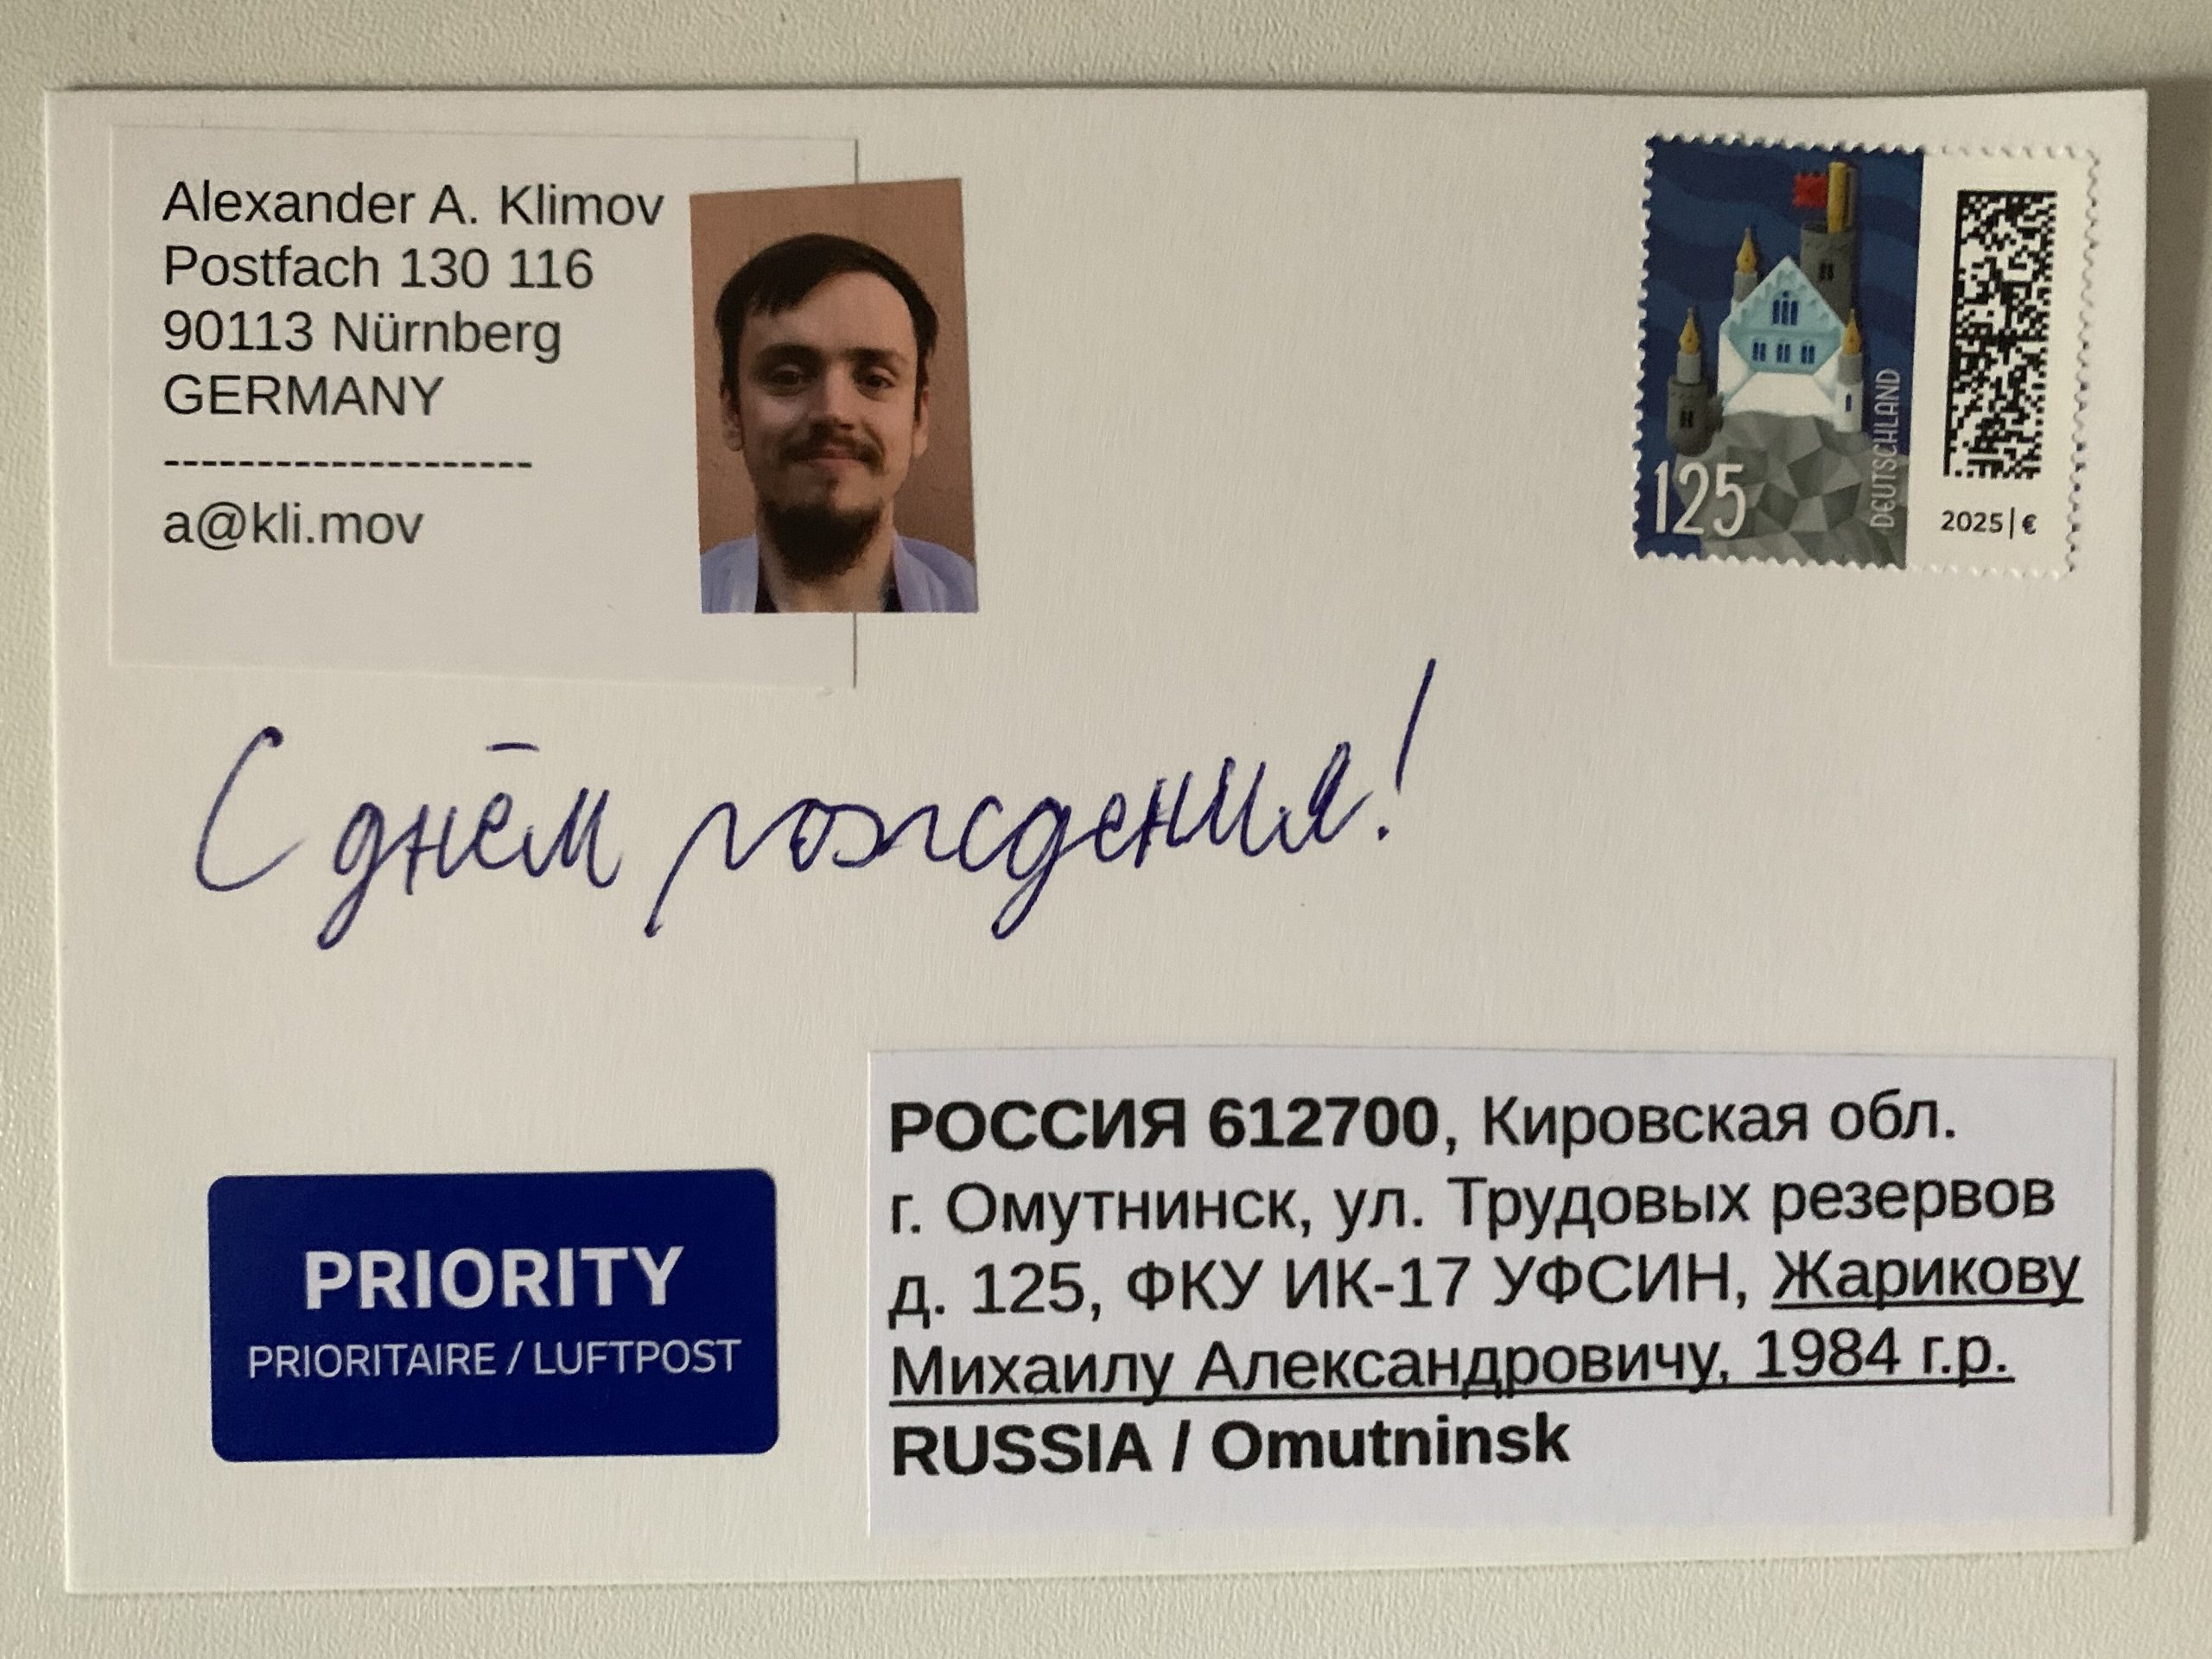 Alexander A. Klimov
Postfach 130 116
90113 Nürnberg
GERMANY
--------------------
a@kli.mov
125
DEUTSCHLAND
2025|€
С днём рождения!
PRIORITY
PRIORITAIRE / LUFTPOST
РОССИЯ 612700, Кировская обл.
г. Омутнинск, ул. Трудовых резервов
д. 125, ФКУ ИК-17 УФСИН, Жарикову
Михаилу Александровичу, 1984 г.р.
RUSSIA / Omutninsk